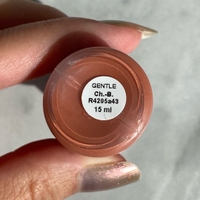 GENTLE
Ch.-B.
R4205a43
15 ml